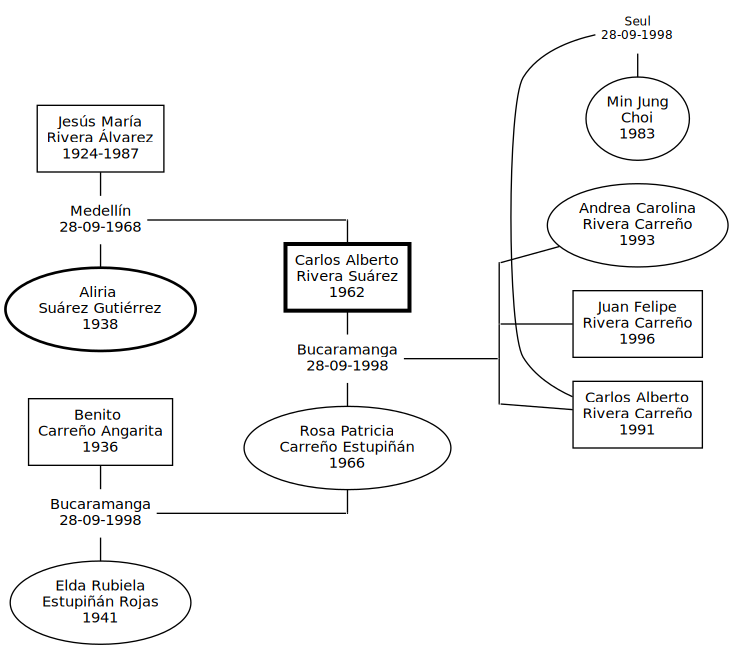 Seul
28-09-1998
Min Jung
Choi
1983
Jesús María
Rivera Álvarez
1924-1987
Medellín
28-09-1968
Aliria
Suárez Gutiérrez
1938
Andrea Carolina
Rivera Carreño
1993
Carlos Alberto
Rivera Suárez
1962
Juan Felipe
Rivera Carreño
1996
Bucaramanga
28-09-1998
Carlos Alberto
Rivera Carreño
1991
Benito
Carreño Angarita
1936
Rosa Patricia
Carreño Estupiñán
1966
Bucaramanga
28-09-1998
Elda Rubiela
Estupiñán Rojas
1941